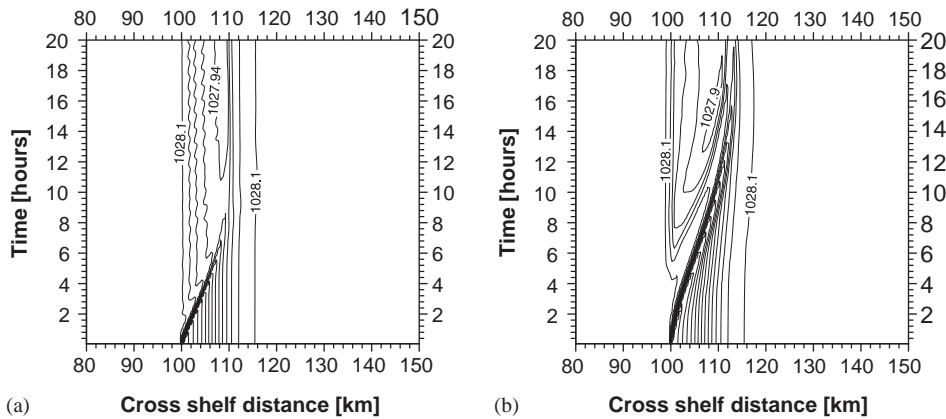 80 90 100 110 120 130 140 150
80 90 100 110 120 130 140 150
20 20 20 20
18 18 18 18
16 16 16 16
14 14 14 14
12 12 12 12
10 10 10 10
8 8 8 8
6 6 6 6
4 4 4 4
2 2 2 2
Time [hours]
1028.1
1027.94
1028.1
Time [hours]
1028.1
1027.9
1028.1
80 90 100 110 120 130 140 150
80 90 100 110 120 130 140 150
(a) Cross shelf distance [km]
(b) Cross shelf distance [km]